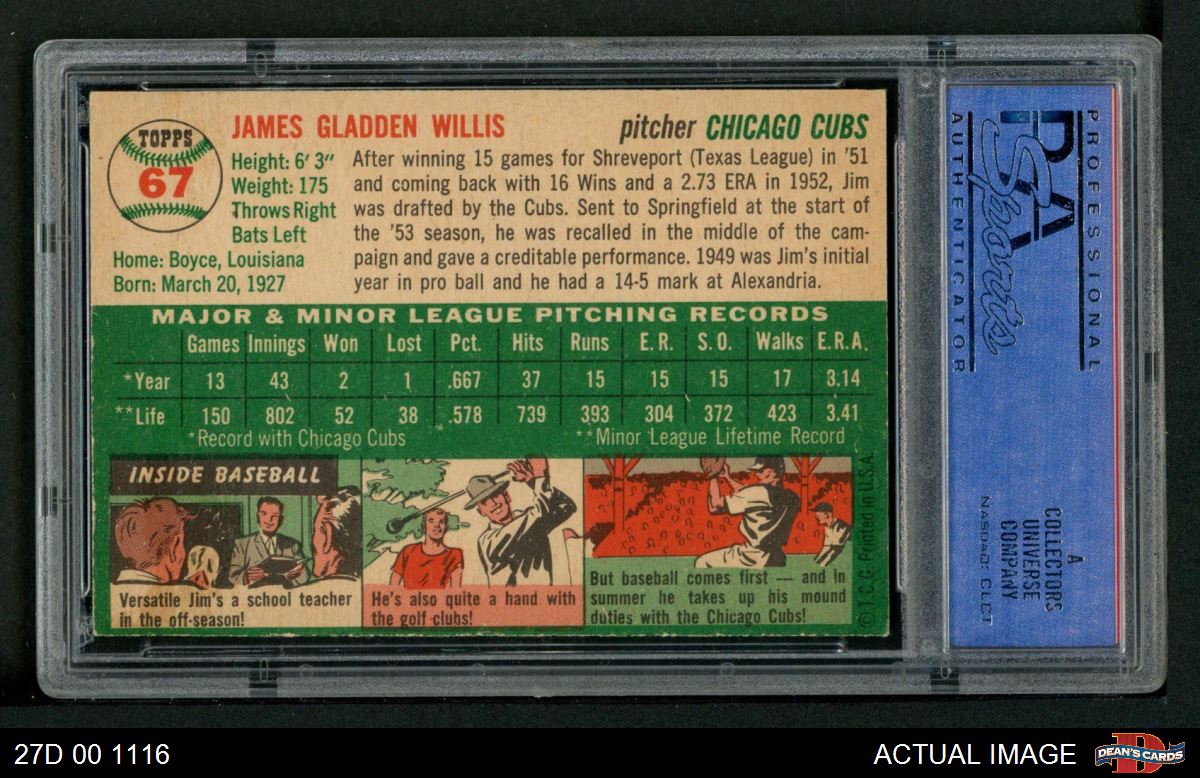 TOPPS
67
JAMES GLADDEN WILLIS
pitcher CHICAGO CUBS
Height: 6' 3"
Weight: 175
Throws Right
Bats Left
Home: Boyce, Louisiana
Born: March 20, 1927
After winning 15 games for Shreveport (Texas League) in '51
and coming back with 16 Wins and a 2.73 ERA in 1952, Jim
was drafted by the Cubs. Sent to Springfield at the start of
the '53 season, he was recalled in the middle of the cam-
paign and gave a creditable performance. 1949 was Jim's initial
year in pro ball and he had a 14-5 mark at Alexandria.
MAJOR & MINOR LEAGUE PITCHING RECORDS
Games Innings Won Lost Pct. Hits Runs E. R. S. O. Walks E.R.A.
*Year 13 43 2 1 .667 37 15 15 15 17 3.14
**Life 150 802 52 38 .578 739 393 304 372 423 3.41
*Record with Chicago Cubs **Minor League Lifetime Record
INSIDE BASEBALL
Versatile Jim's a school teacher
in the off-season!
He's also quite a hand with
the golf clubs!
But baseball comes first — and in
summer he takes up his mound
duties with the Chicago Cubs!
© T.C.G. Printed in U.S.A.
PROFESSIONAL
PSA
Sports
AUTHENTICATOR
A
COLLECTORS
UNIVERSE
COMPANY
NASDAQ: CLCT
27D 00 1116
ACTUAL IMAGE
D
DEAN'S CARDS